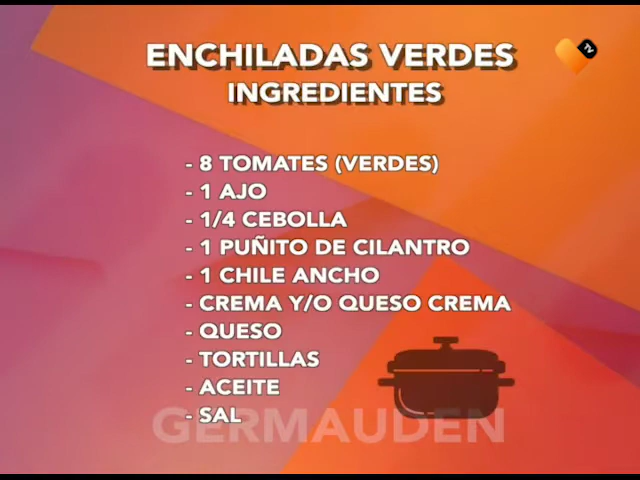 ENCHILADAS VERDES
TV
INGREDIENTES
- 8 TOMATES (VERDES)
- 1 AJO
- 1/4 CEBOLLA
- 1 PUÑITO DE CILANTRO
- 1 CHILE ANCHO
- CREMA Y/O QUESO CREMA
- QUESO
- TORTILLAS
- ACEITE
- SAL
GERMAUDEN